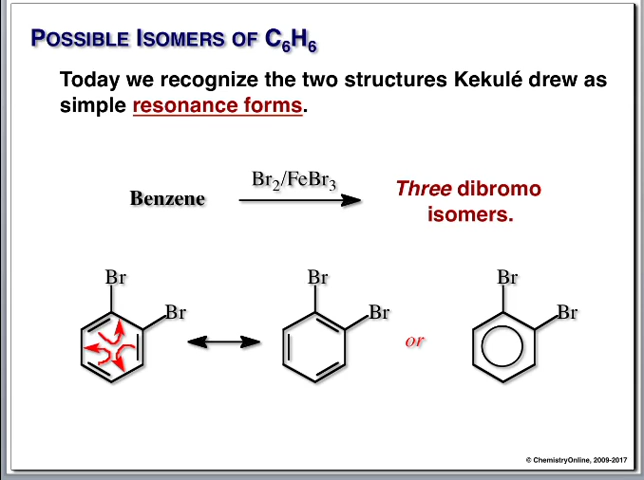 POSSIBLE ISOMERS OF C₆H₆
Today we recognize the two structures Kekulé drew as
simple resonance forms.
Br₂/FeBr₃
Benzene
Three dibromo
isomers.
Br Br Br
Br Br or Br
© ChemistryOnline, 2009-2017